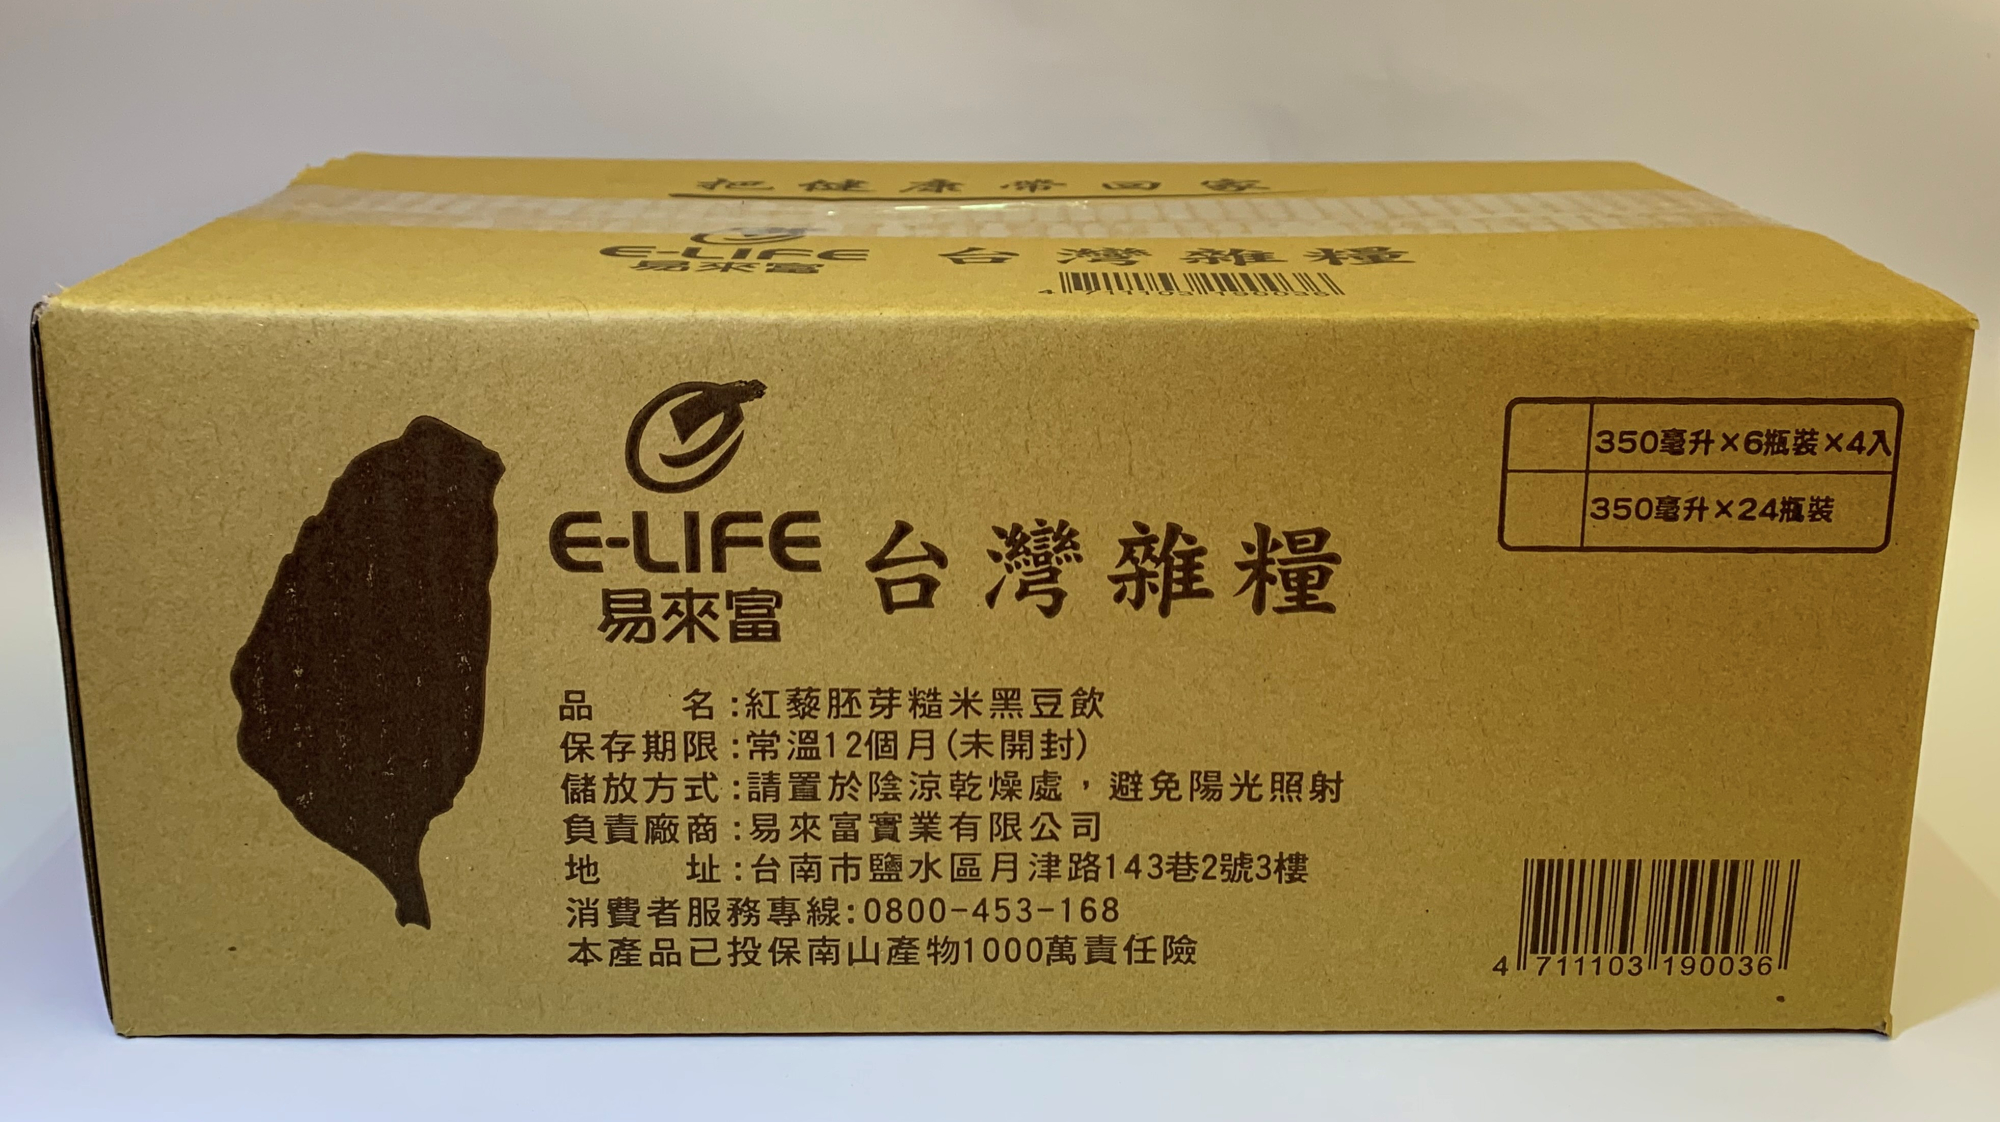 把健康帶回家
E-LIFE 台灣雜糧
易來富
4 711103 190036
E-LIFE
易來富
台灣雜糧
350毫升×6瓶裝×4入
350毫升×24瓶裝
品 名:紅藜胚芽糙米黑豆飲
保存期限:常溫12個月(未開封)
儲放方式:請置於陰涼乾燥處,避免陽光照射
負責廠商:易來富實業有限公司
地 址:台南市鹽水區月津路143巷2號3樓
消費者服務專線:0800-453-168
本產品已投保南山產物1000萬責任險
4 711103 190036